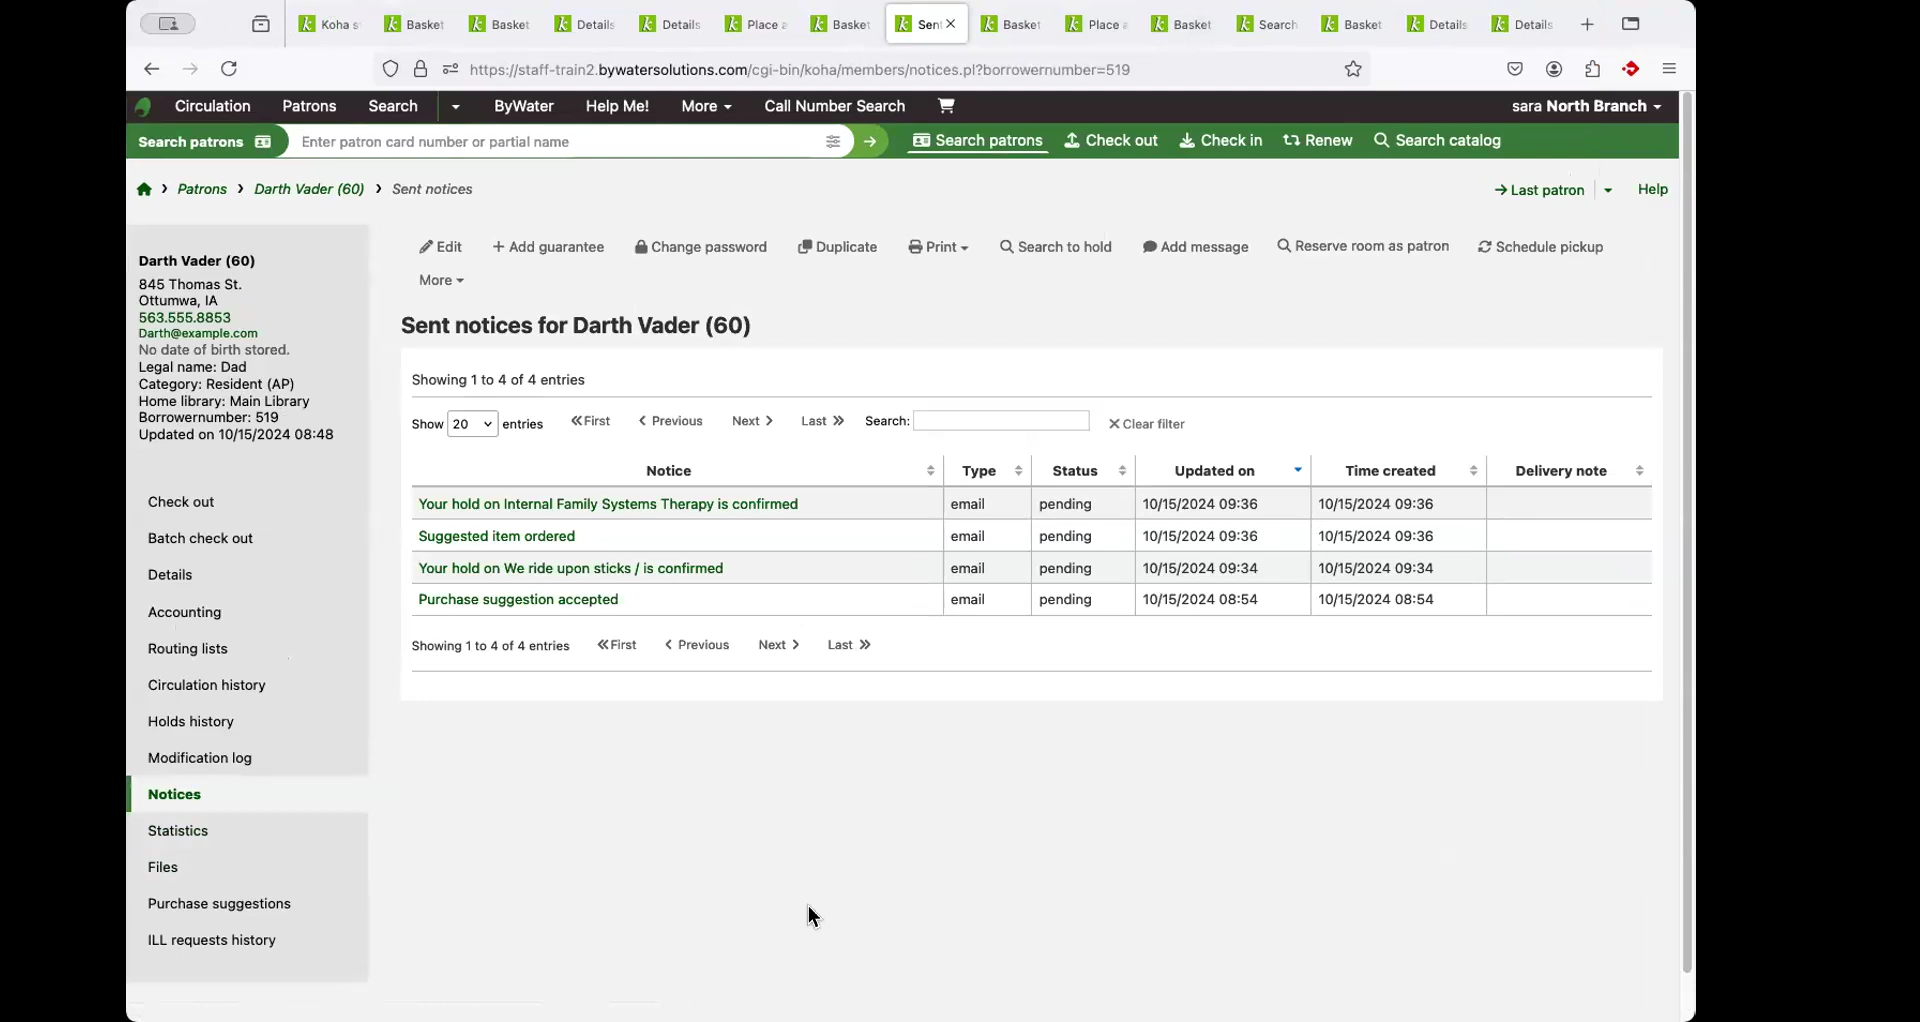 Koha s
Basket
Basket
Details
Details
Place a
Basket
Sent
Basket
Place a
Basket
Search
Basket
Details
Details
https://staff-train2.bywatersolutions.com/cgi-bin/koha/members/notices.pl?borrowernumber=519
Circulation Patrons Search ByWater Help Me! More Call Number Search sara North Branch
Search patrons Enter patron card number or partial name Search patrons Check out Check in Renew Search catalog
Patrons Darth Vader (60) Sent notices Last patron Help
Edit + Add guarantee Change password Duplicate Print Search to hold Add message Reserve room as patron Schedule pickup
More
Darth Vader (60)
845 Thomas St.
Ottumwa, IA
563.555.8853
Darth@example.com
No date of birth stored.
Legal name: Dad
Category: Resident (AP)
Home library: Main Library
Borrowernumber: 519
Updated on 10/15/2024 08:48
Check out
Batch check out
Details
Accounting
Routing lists
Circulation history
Holds history
Modification log
Notices
Statistics
Files
Purchase suggestions
ILL requests history
Sent notices for Darth Vader (60)
Showing 1 to 4 of 4 entries
Show 20 entries First Previous Next Last Search: Clear filter
Notice Type Status Updated on Time created Delivery note
Your hold on Internal Family Systems Therapy is confirmed email pending 10/15/2024 09:36 10/15/2024 09:36
Suggested item ordered email pending 10/15/2024 09:36 10/15/2024 09:36
Your hold on We ride upon sticks / is confirmed email pending 10/15/2024 09:34 10/15/2024 09:34
Purchase suggestion accepted email pending 10/15/2024 08:54 10/15/2024 08:54
Showing 1 to 4 of 4 entries First Previous Next Last